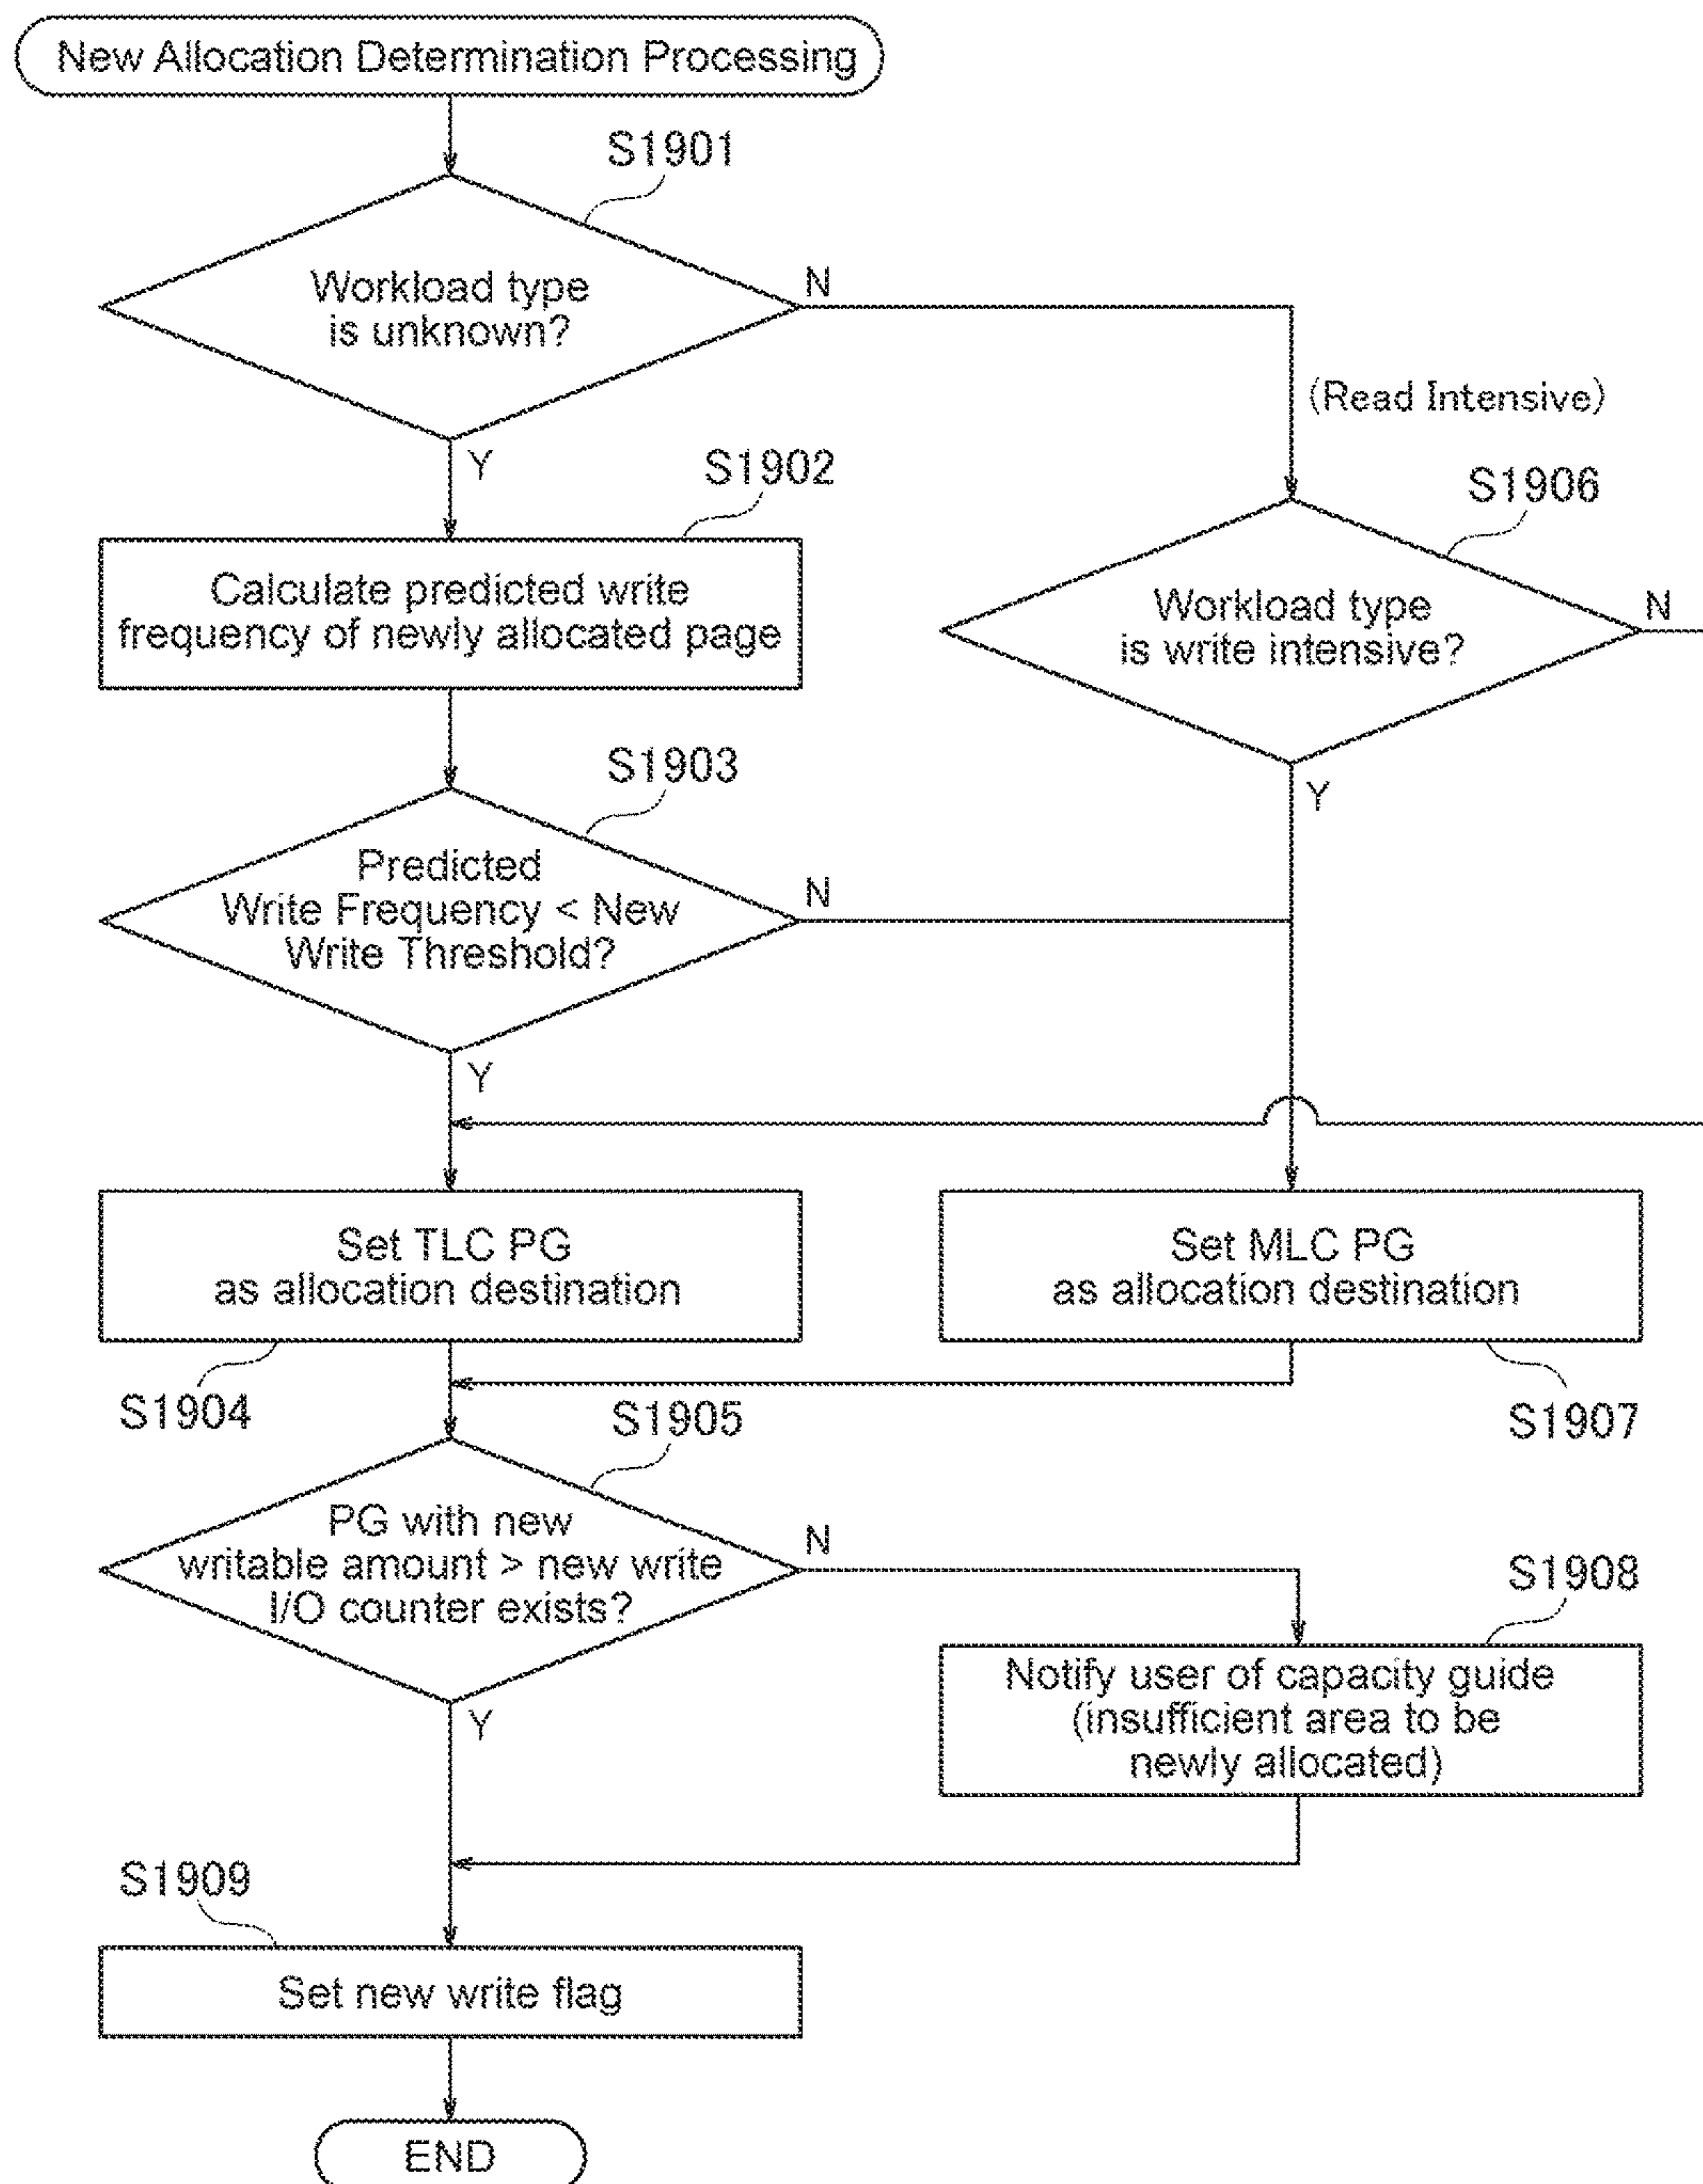 New Allocation Determination Processing
S1901
Workload type
is unknown?
N
Y
(Read Intensive)
S1902
Calculate predicted write
frequency of newly allocated page
S1906
Workload type
is write intensive?
N
Y
S1903
Predicted
Write Frequency < New
Write Threshold?
N
Y
Set TLC PG
as allocation destination
S1904
Set MLC PG
as allocation destination
S1907
S1905
PG with new
writable amount > new write
I/O counter exists?
N
Y
S1908
Notify user of capacity guide
(insufficient area to be
newly allocated)
S1909
Set new write flag
END